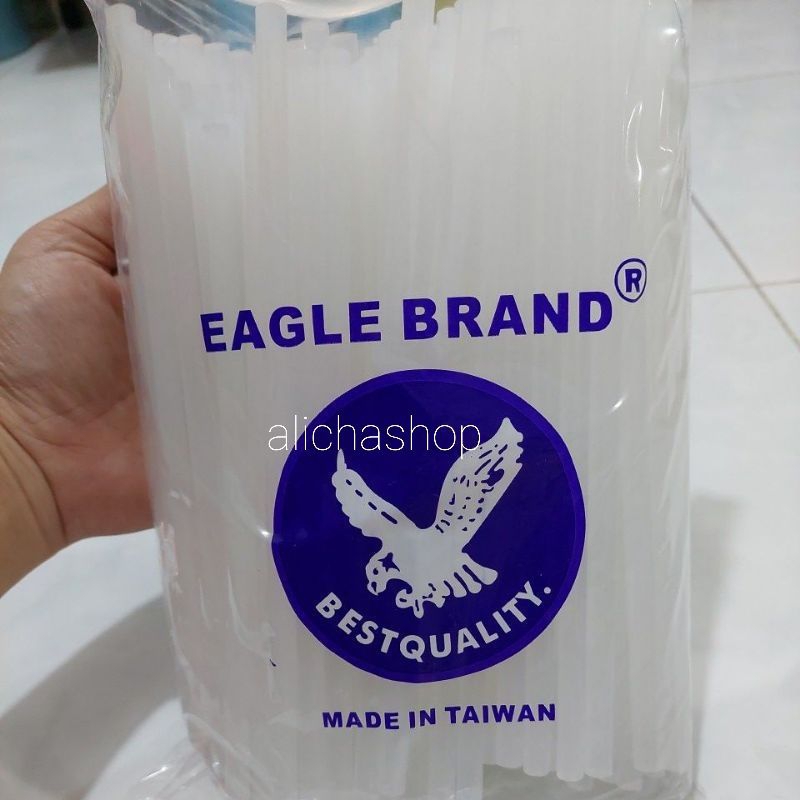 EAGLE BRAND®
alichashop
BESTQUALITY.
MADE IN TAIWAN